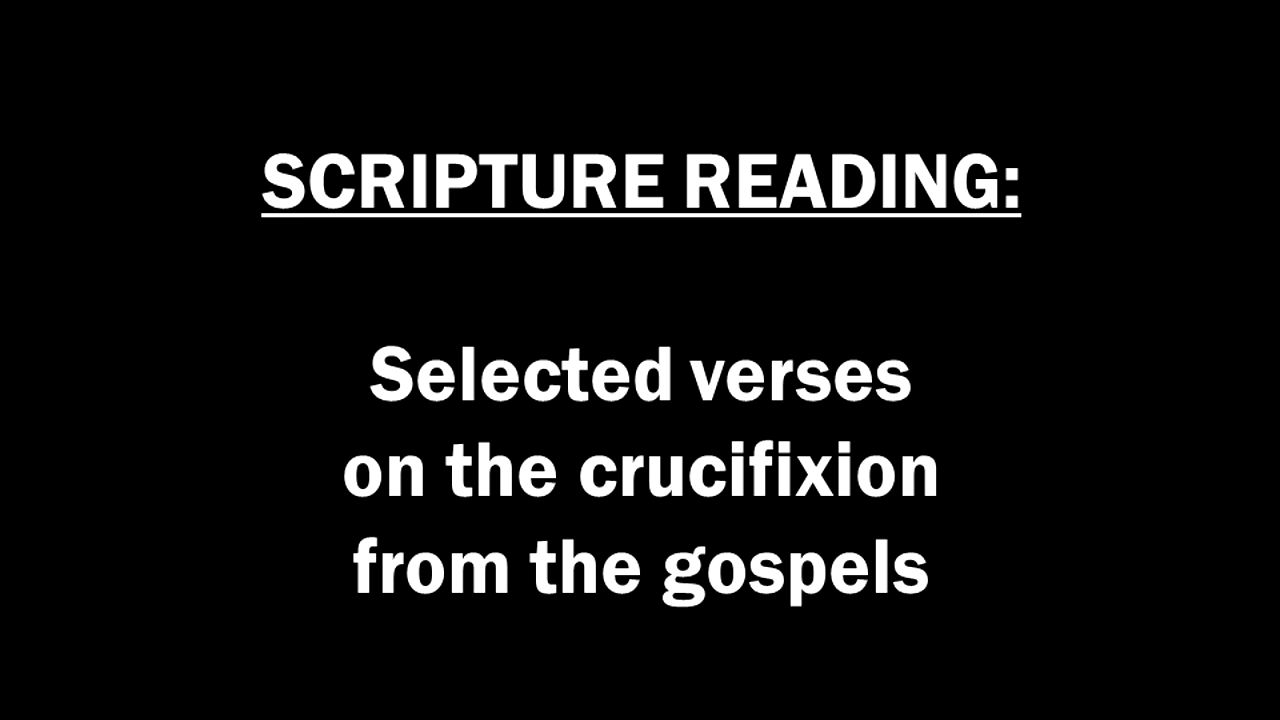 SCRIPTURE READING:
Selected verses
on the crucifixion
from the gospels